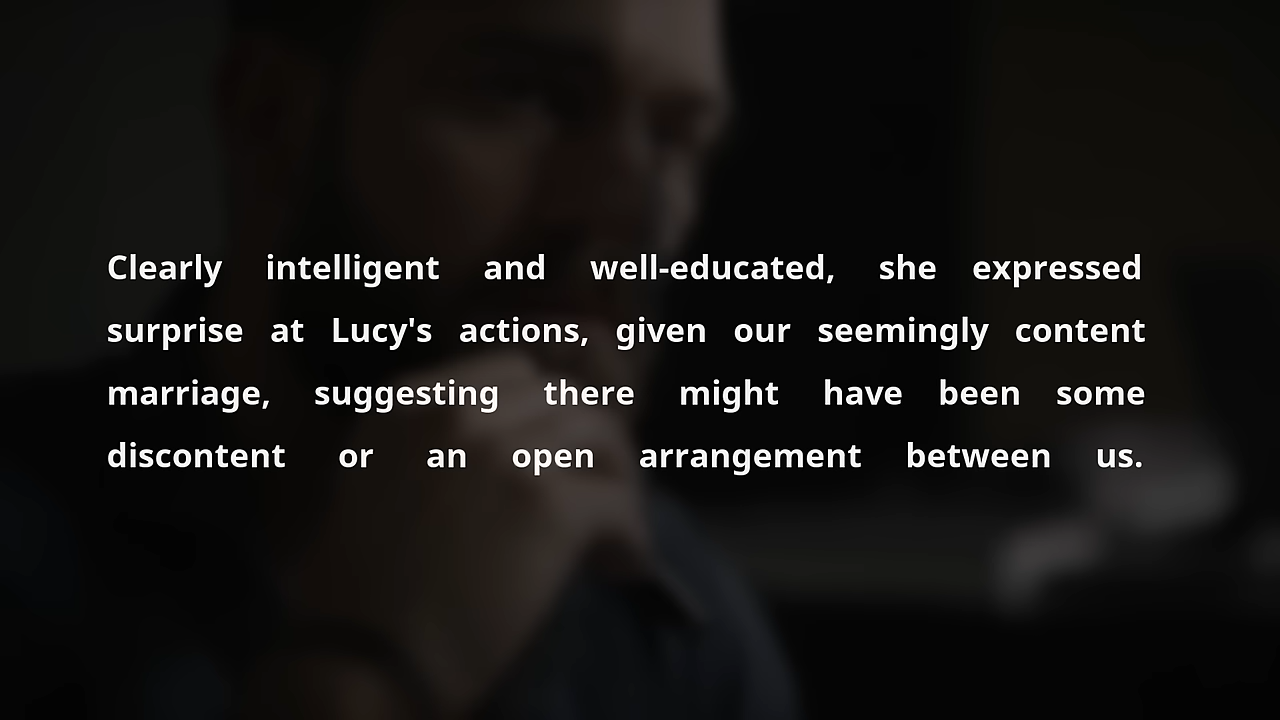 Clearly intelligent and well-educated, she expressed
surprise at Lucy's actions, given our seemingly content
marriage, suggesting there might have been some
discontent or an open arrangement between us.